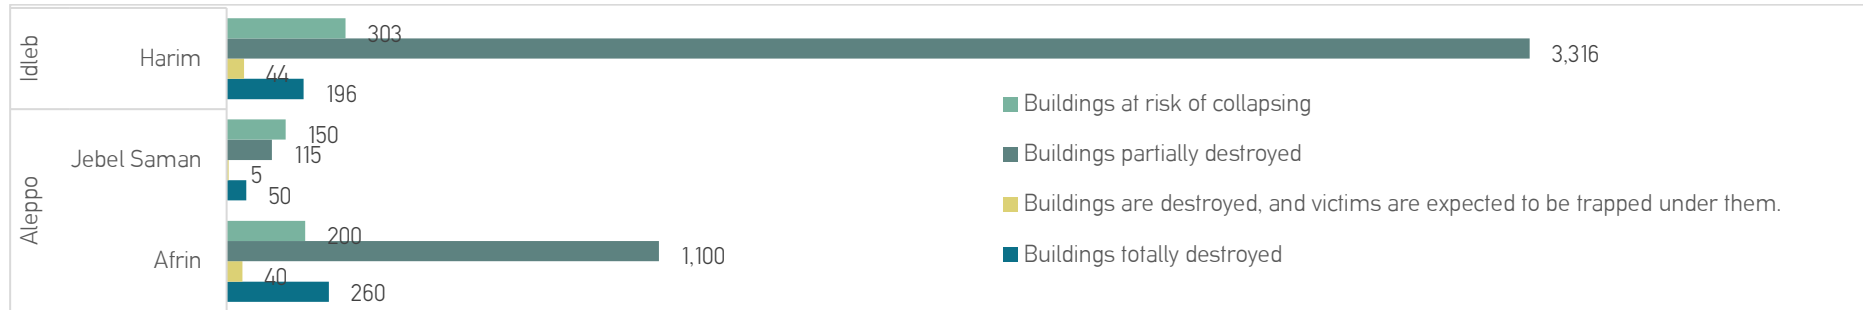 Idleb
Harim
303
3,316
44
196
Aleppo
Jebel Saman
150
115
5
50
Afrin
200
1,100
40
260
Buildings at risk of collapsing
Buildings partially destroyed
Buildings are destroyed, and victims are expected to be trapped under them.
Buildings totally destroyed